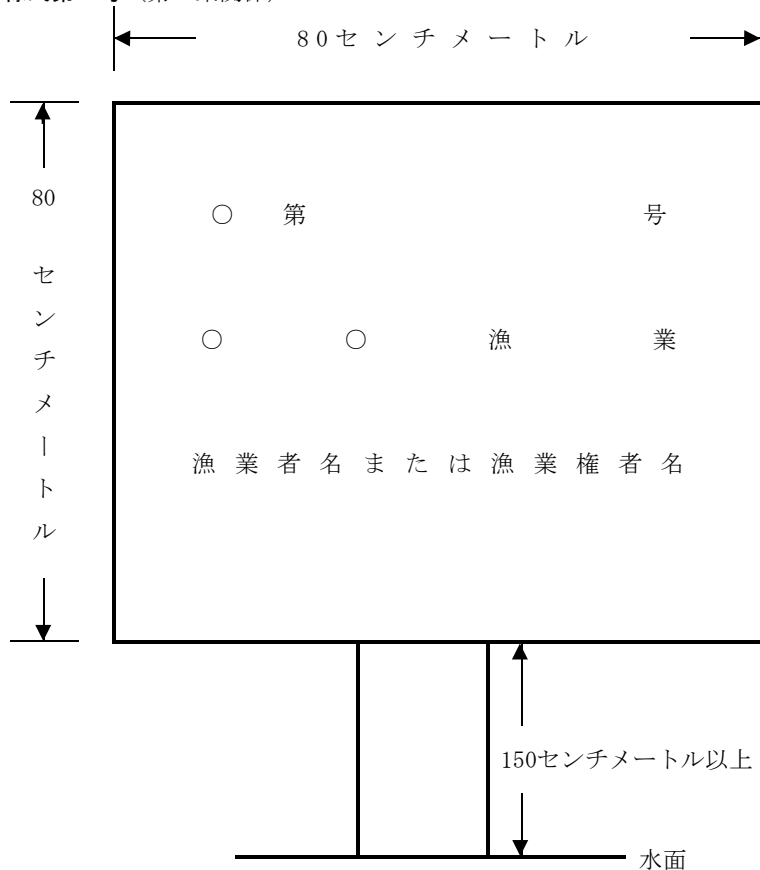 80センチメートル
80センチメートル
○第　　　号
○○漁業
漁業者名または漁業権者名
150センチメートル以上
水面